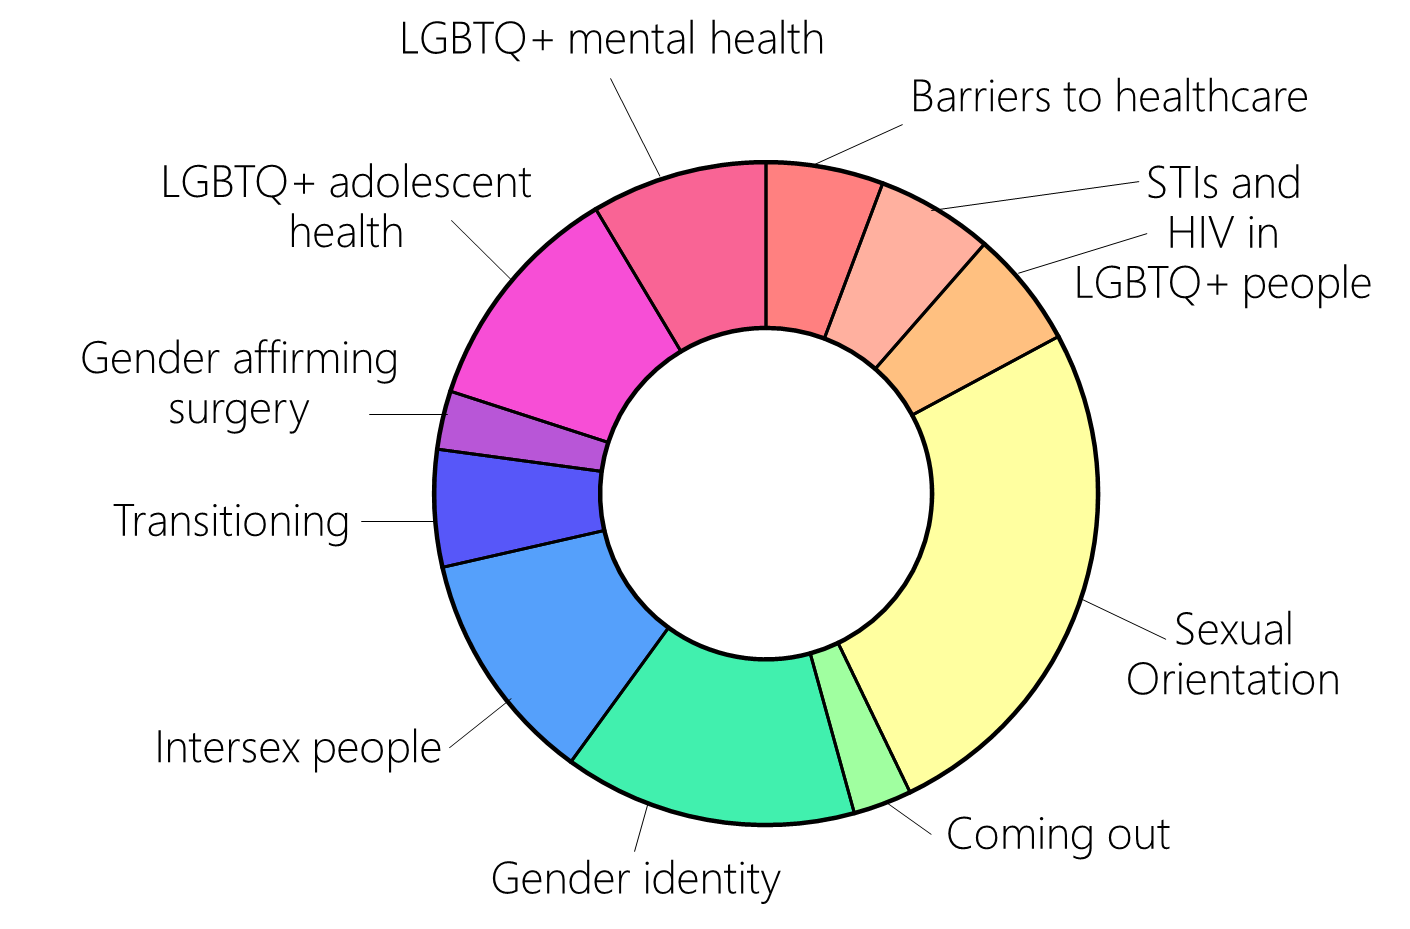 LGBTQ+ mental health
Barriers to healthcare
LGBTQ+ adolescent
health
STIs and
HIV in
LGBTQ+ people
Gender affirming
surgery
Transitioning
Sexual
Orientation
Intersex people
Coming out
Gender identity